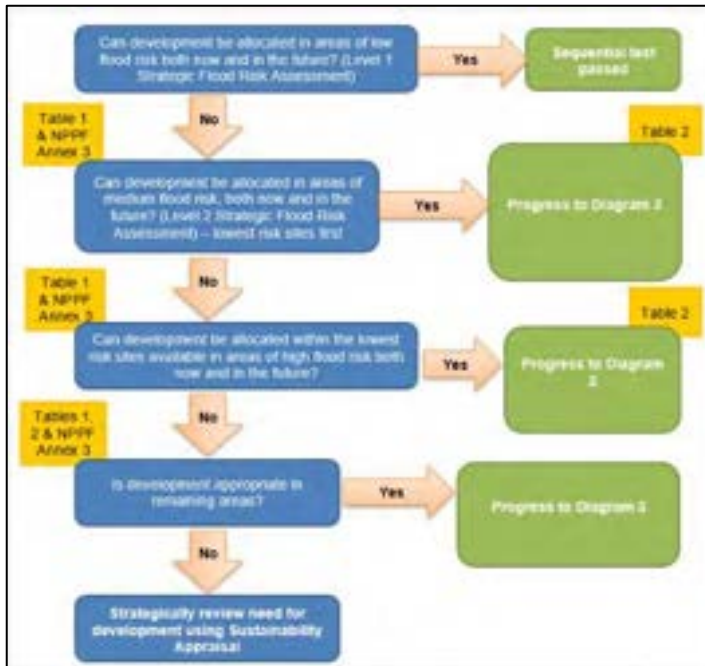 Can development be allocated in areas of low
flood risk both now and in the future? (Level 1
Strategic Flood Risk Assessment)
Yes
Sequential test
passed
No
Table 1
& NPPF
Annex 3
Can development be allocated in areas of
medium flood risk, both now and in the
future? (Level 2 Strategic Flood Risk
Assessment) – lowest risk sites first
Yes
Table 2
Progress to Diagram
No
Table 1
& NPPF
Annex 3
Can development be allocated within the lowest
risk sites available in areas of high flood risk both
now and in the future?
Yes
Table 2
Progress to Diagram
No
Tables 1,
2 & NPPF
Annex 3
Is development appropriate in
remaining areas?
Yes
Progress to Diagram
No
Strategically review need for
development using Sustainability
Appraisal